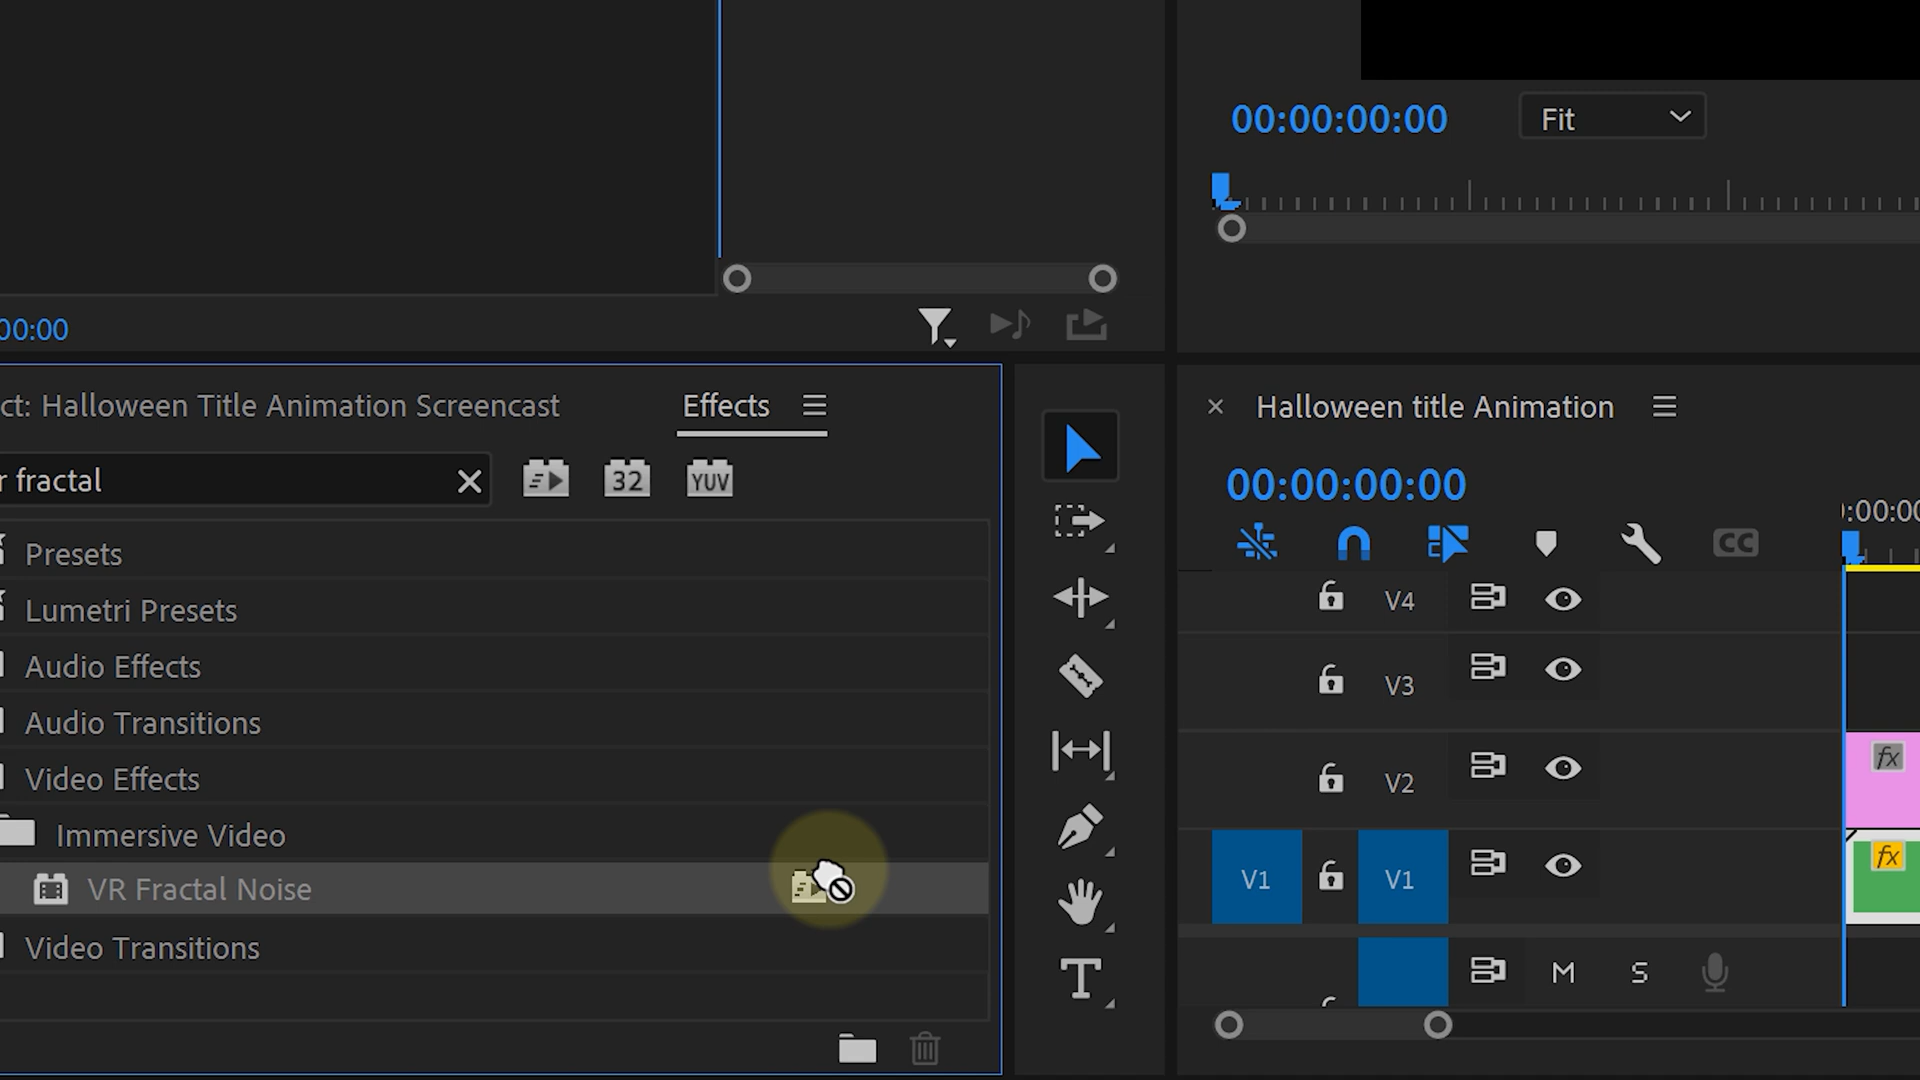 00:00:00:00
Fit
00:00
ct: Halloween Title Animation Screencast
Effects
r fractal
32
YUV
Presets
Lumetri Presets
Audio Effects
Audio Transitions
Video Effects
Immersive Video
VR Fractal Noise
Video Transitions
T
× Halloween title Animation
00:00:00:00
CC
:00:00
V4
V3
V2
fx
V1
V1
fx
M
S